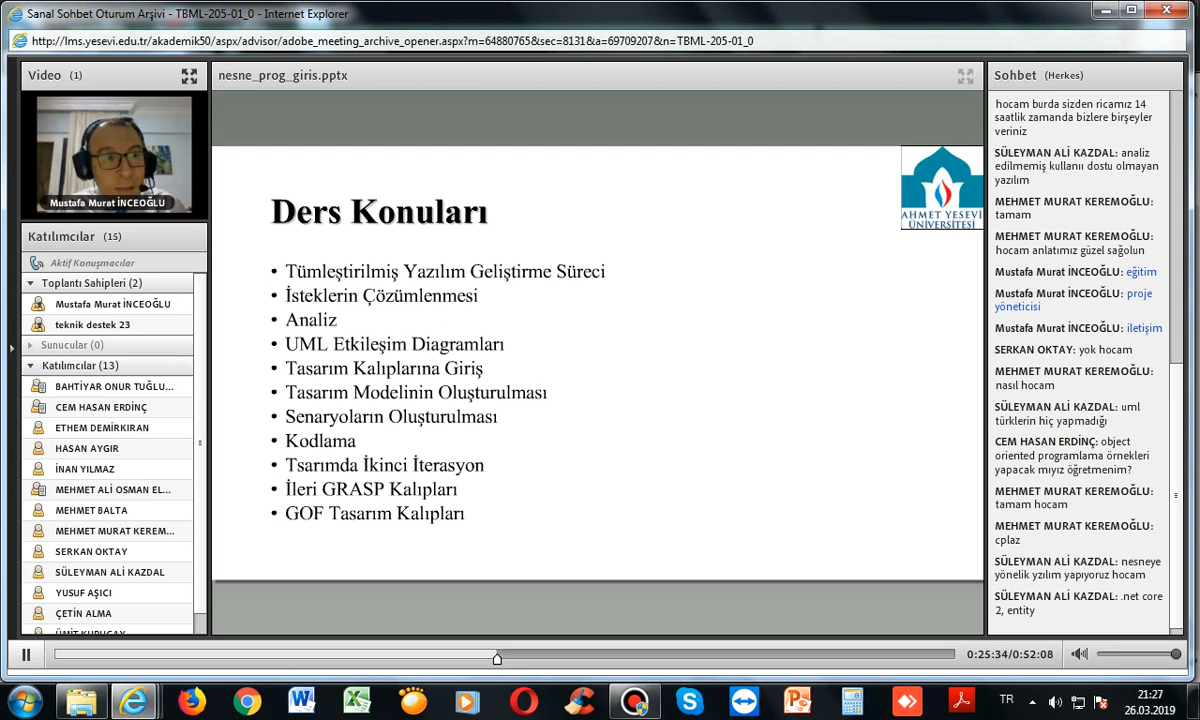 Sanal Sohbet Oturum Arşivi - TBML-205-01_0 - Internet Explorer
http://lms.yesevi.edu.tr/akademik50/aspx/advisor/adobe_meeting_archive_opener.aspx?m=64880765&sec=8131&a=69709207&n=TBML-205-01_0
Video (1)
Mustafa Murat İNCEOĞLU
Katılımcılar (15)
Aktif Konuşmacılar
Toplantı Sahipleri (2)
Mustafa Murat İNCEOĞLU
teknik destek 23
Sunucular (0)
Katılımcılar (13)
BAHTİYAR ONUR TUĞLU...
CEM HASAN ERDİNÇ
ETHEM DEMİRKIRAN
HASAN AYGIR
İNAN YILMAZ
MEHMET ALİ OSMAN EL...
MEHMET BALTA
MEHMET MURAT KEREM...
SERKAN OKTAY
SÜLEYMAN ALİ KAZDAL
YUSUF AŞICI
ÇETİN ALMA
nesne_prog_giris.pptx
AHMET YESEVİ
ÜNİVERSİTESİ
Ders Konuları
• Tümleştirilmiş Yazılım Geliştirme Süreci
• İsteklerin Çözümlenmesi
• Analiz
• UML Etkileşim Diagramları
• Tasarım Kalıplarına Giriş
• Tasarım Modelinin Oluşturulması
• Senaryoların Oluşturulması
• Kodlama
• Tsarımda İkinci İterasyon
• İleri GRASP Kalıpları
• GOF Tasarım Kalıpları
Sohbet (Herkes)
hocam burda sizden ricamız 14
saatlik zamanda bizlere birşeyler
veriniz
SÜLEYMAN ALİ KAZDAL: analiz
edilmemiş kullanıı dostu olmayan
yazılım
MEHMET MURAT KEREMOĞLU:
tamam
MEHMET MURAT KEREMOĞLU:
hocam anlatımız güzel sağolun
Mustafa Murat İNCEOĞLU: eğitim
Mustafa Murat İNCEOĞLU: proje
yöneticisi
Mustafa Murat İNCEOĞLU: iletişim
SERKAN OKTAY: yok hocam
MEHMET MURAT KEREMOĞLU:
nasıl hocam
SÜLEYMAN ALİ KAZDAL: uml
türklerin hiç yapmadığı
CEM HASAN ERDİNÇ: object
oriented programlama örnekleri
yapacak mıyız öğretmenim?
MEHMET MURAT KEREMOĞLU:
tamam hocam
MEHMET MURAT KEREMOĞLU:
cplaz
SÜLEYMAN ALİ KAZDAL: nesneye
yönelik yzılım yapıyoruz hocam
SÜLEYMAN ALİ KAZDAL: .net core
2, entity
0:25:34/0:52:08
TR
21:27
26.03.2019